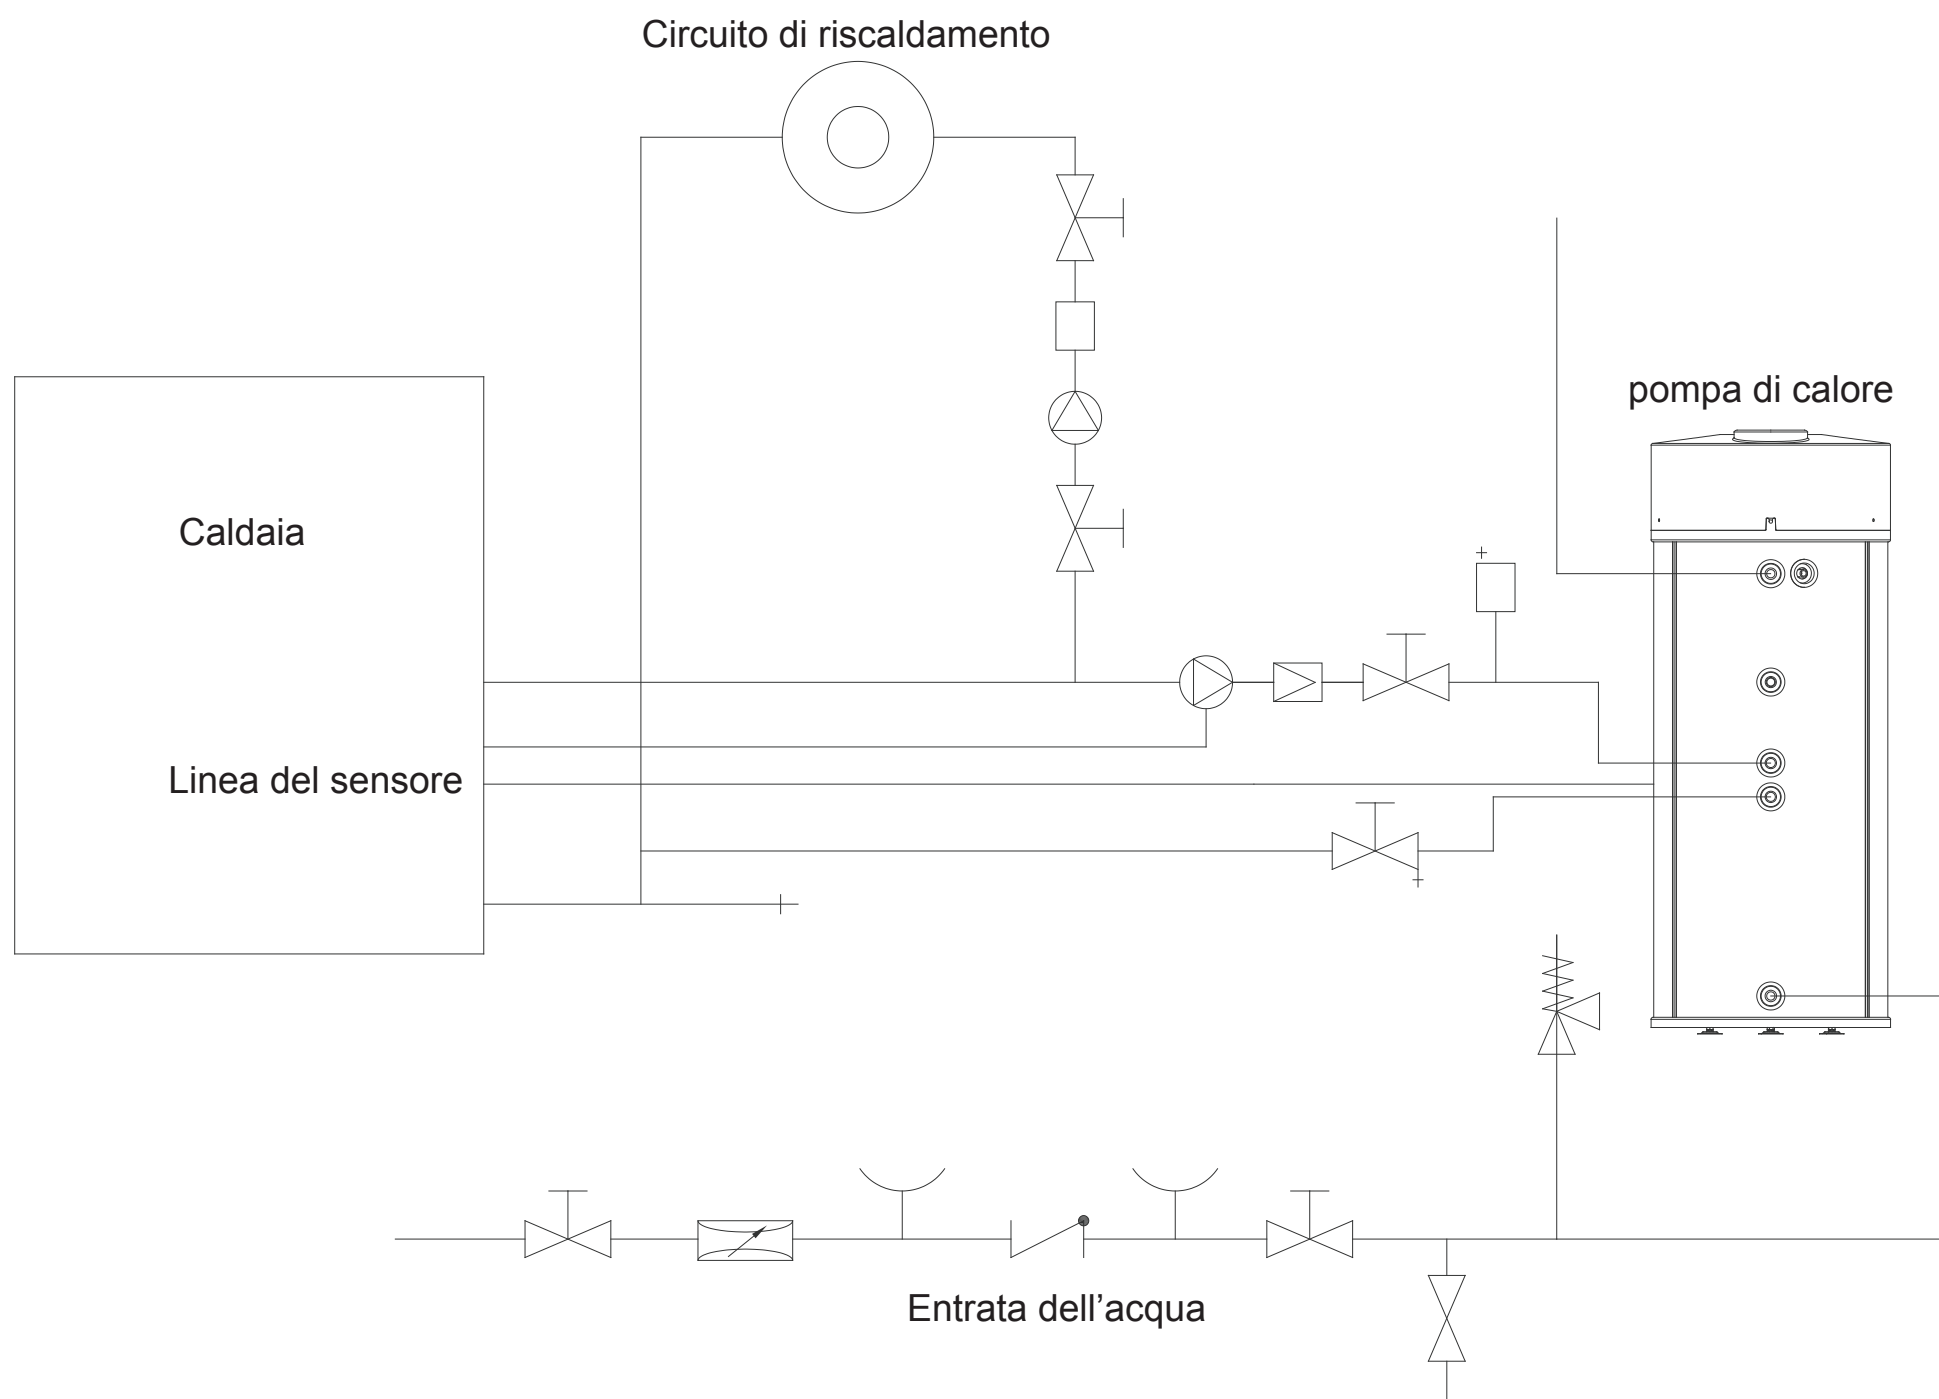 Circuito di riscaldamento
pompa di calore
Caldaia
Linea del sensore
Entrata dell’acqua